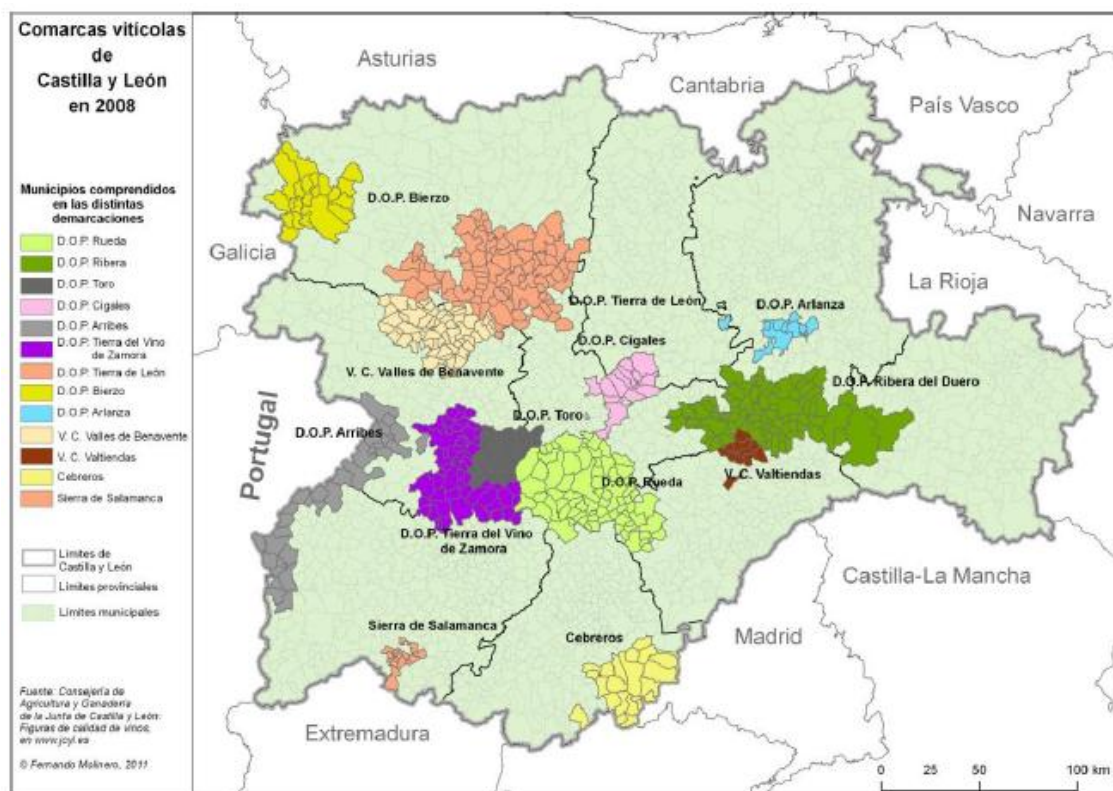 Comarcas vitícolas
de
Castilla y León
en 2008
Municipios comprendidos
en las distintas
demarcaciones
D.O.P. Rueda
D.O.P. Ribera
D.O.P. Toro
D.O.P. Cigales
D.O.P. Arribes
D.O.P. Tierra del Vino
de Zamora
D.O.P. Tierra de León
D.O.P. Bierzo
D.O.P. Arlanza
V. C. Valles de Benavente
V. C. Valtiendas
Cebreros
Sierra de Salamanca
Límites de
Castilla y León
Límites provinciales
Límites municipales
Fuente: Consejería de
Agricultura y Ganadería
de la Junta de Castilla y León:
Figuras de calidad de vinos,
en www.jcyl.es
© Fernando Molinero, 2011
Asturias
Cantabria
País Vasco
Navarra
La Rioja
Galicia
Portugal
Castilla-La Mancha
Madrid
Extremadura
D.O.P. Bierzo
D.O.P. Tierra de León
D.O.P. Arlanza
D.O.P. Cigales
V. C. Valles de Benavente
D.O.P. Ribera del Duero
D.O.P. Toro
D.O.P. Arribes
V. C. Valtiendas
D.O.P. Rueda
D.O.P. Tierra del Vino
de Zamora
Sierra de Salamanca
Cebreros
0 25 50 100 km